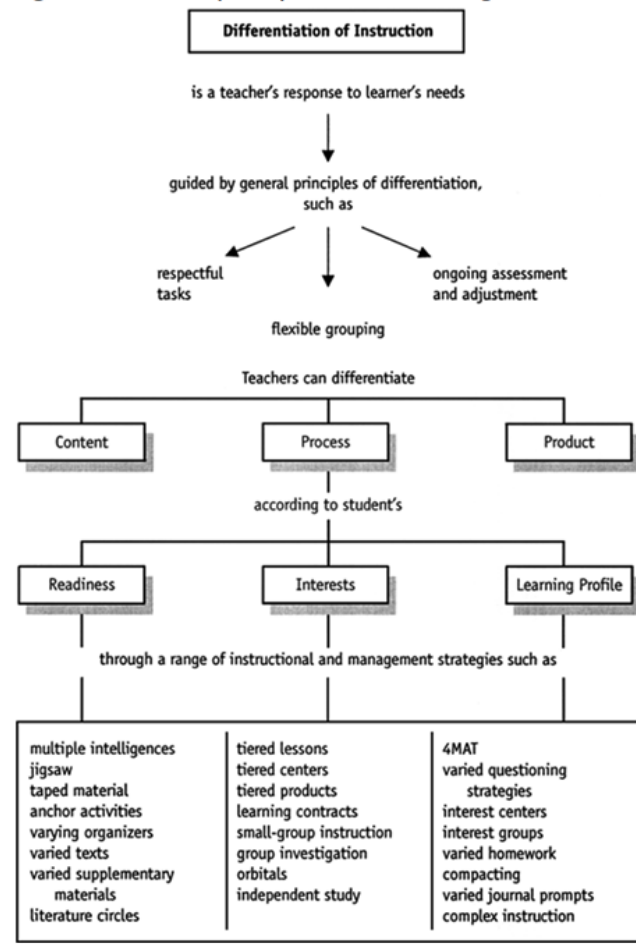 Differentiation of Instruction
is a teacher's response to learner's needs
guided by general principles of differentiation,
such as
respectful
tasks
ongoing assessment
and adjustment
flexible grouping
Teachers can differentiate
Content
Process
Product
according to student's
Readiness
Interests
Learning Profile
through a range of instructional and management strategies such as
multiple intelligences
jigsaw
taped material
anchor activities
varying organizers
varied texts
varied supplementary
materials
literature circles
tiered lessons
tiered centers
tiered products
learning contracts
small-group instruction
group investigation
orbitals
independent study
4MAT
varied questioning
strategies
interest centers
interest groups
varied homework
compacting
varied journal prompts
complex instruction